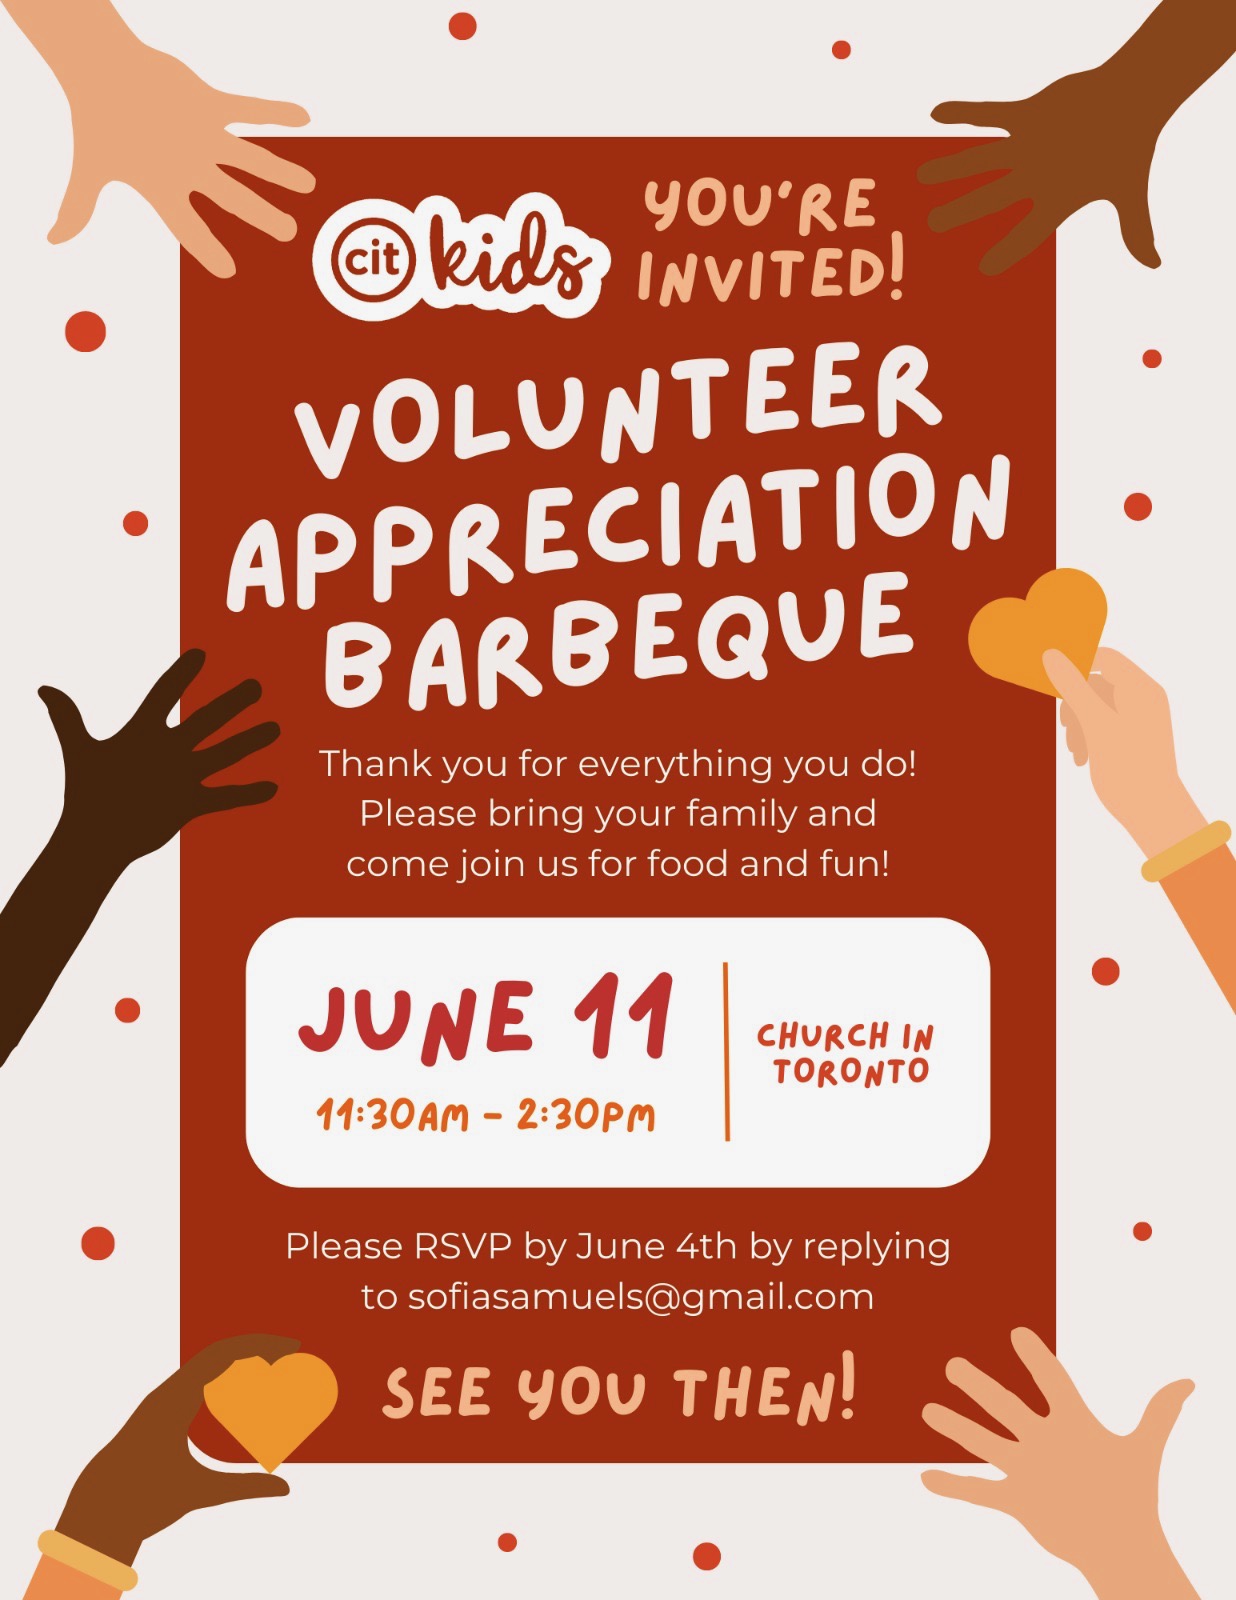 cit kids
YOU'RE
INVITED!
VOLUNTEER
APPRECIATION
BARBEQUE
Thank you for everything you do!
Please bring your family and
come join us for food and fun!
JUNE 11
11:30AM - 2:30PM
CHURCH IN
TORONTO
Please RSVP by June 4th by replying
to sofiasamuels@gmail.com
SEE YOU THEN!